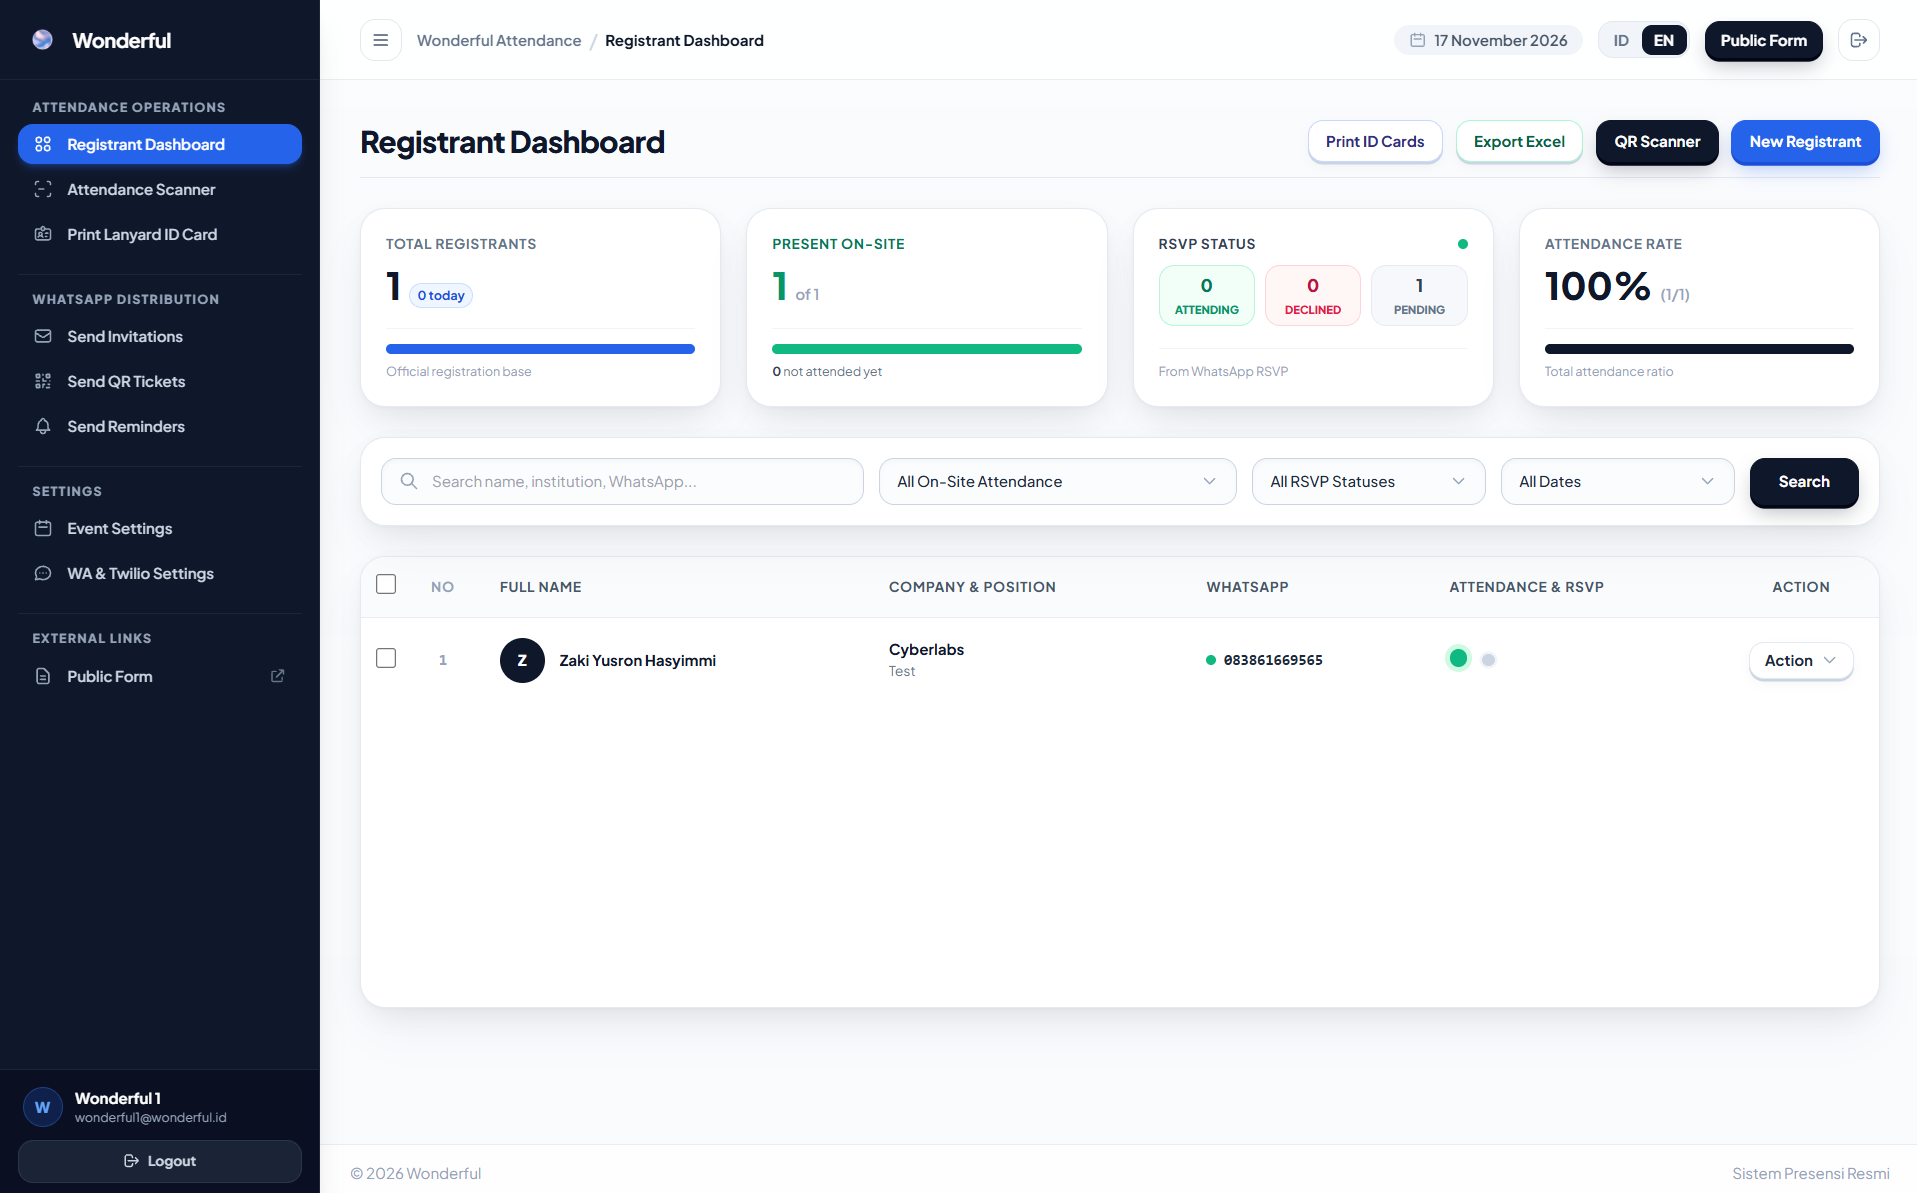 Wonderful
ATTENDANCE OPERATIONS
Registrant Dashboard
Attendance Scanner
Print Lanyard ID Card
WHATSAPP DISTRIBUTION
Send Invitations
Send QR Tickets
Send Reminders
SETTINGS
Event Settings
WA & Twilio Settings
EXTERNAL LINKS
Public Form
W
Wonderful 1
wonderful1@wonderful.id
Logout
Wonderful Attendance / Registrant Dashboard
17 November 2026
ID EN
Public Form
Registrant Dashboard
Print ID Cards
Export Excel
QR Scanner
New Registrant
TOTAL REGISTRANTS
1 0 today
Official registration base
PRESENT ON-SITE
1 of 1
0 not attended yet
RSVP STATUS
0 ATTENDING
0 DECLINED
1 PENDING
From WhatsApp RSVP
ATTENDANCE RATE
100% (1/1)
Total attendance ratio
Search name, institution, WhatsApp...
All On-Site Attendance
All RSVP Statuses
All Dates
Search
NO FULL NAME COMPANY & POSITION WHATSAPP ATTENDANCE & RSVP ACTION
1 Z Zaki Yusron Hasyimmi
Cyberlabs
Test
083861669565
Action
© 2026 Wonderful
Sistem Presensi Resmi